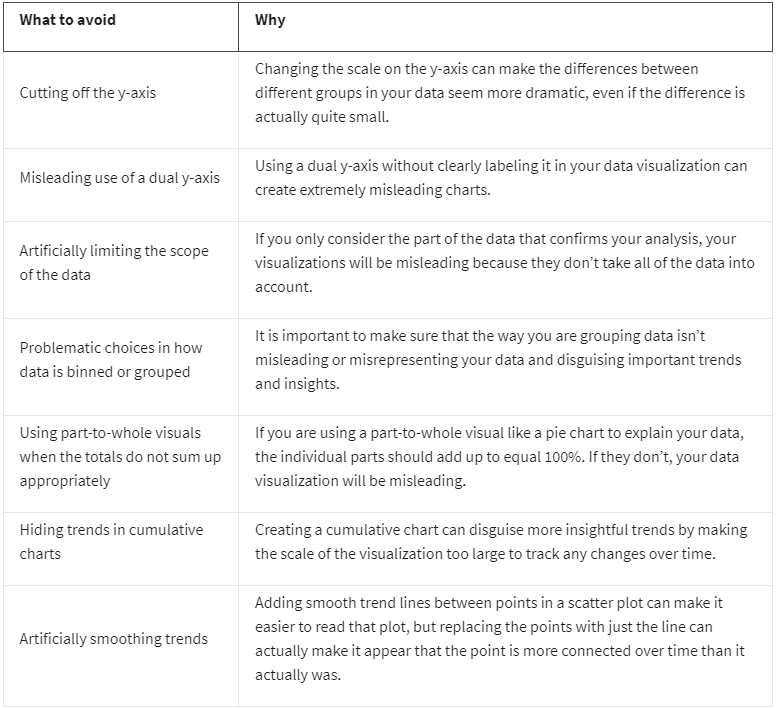 What to avoid
Why
Cutting off the y-axis
Changing the scale on the y-axis can make the differences between
different groups in your data seem more dramatic, even if the difference is
actually quite small.
Misleading use of a dual y-axis
Using a dual y-axis without clearly labeling it in your data visualization can
create extremely misleading charts.
Artificially limiting the scope
of the data
If you only consider the part of the data that confirms your analysis, your
visualizations will be misleading because they don’t take all of the data into
account.
Problematic choices in how
data is binned or grouped
It is important to make sure that the way you are grouping data isn’t
misleading or misrepresenting your data and disguising important trends
and insights.
Using part-to-whole visuals
when the totals do not sum up
appropriately
If you are using a part-to-whole visual like a pie chart to explain your data,
the individual parts should add up to equal 100%. If they don’t, your data
visualization will be misleading.
Hiding trends in cumulative
charts
Creating a cumulative chart can disguise more insightful trends by making
the scale of the visualization too large to track any changes over time.
Artificially smoothing trends
Adding smooth trend lines between points in a scatter plot can make it
easier to read that plot, but replacing the points with just the line can
actually make it appear that the point is more connected over time than it
actually was.